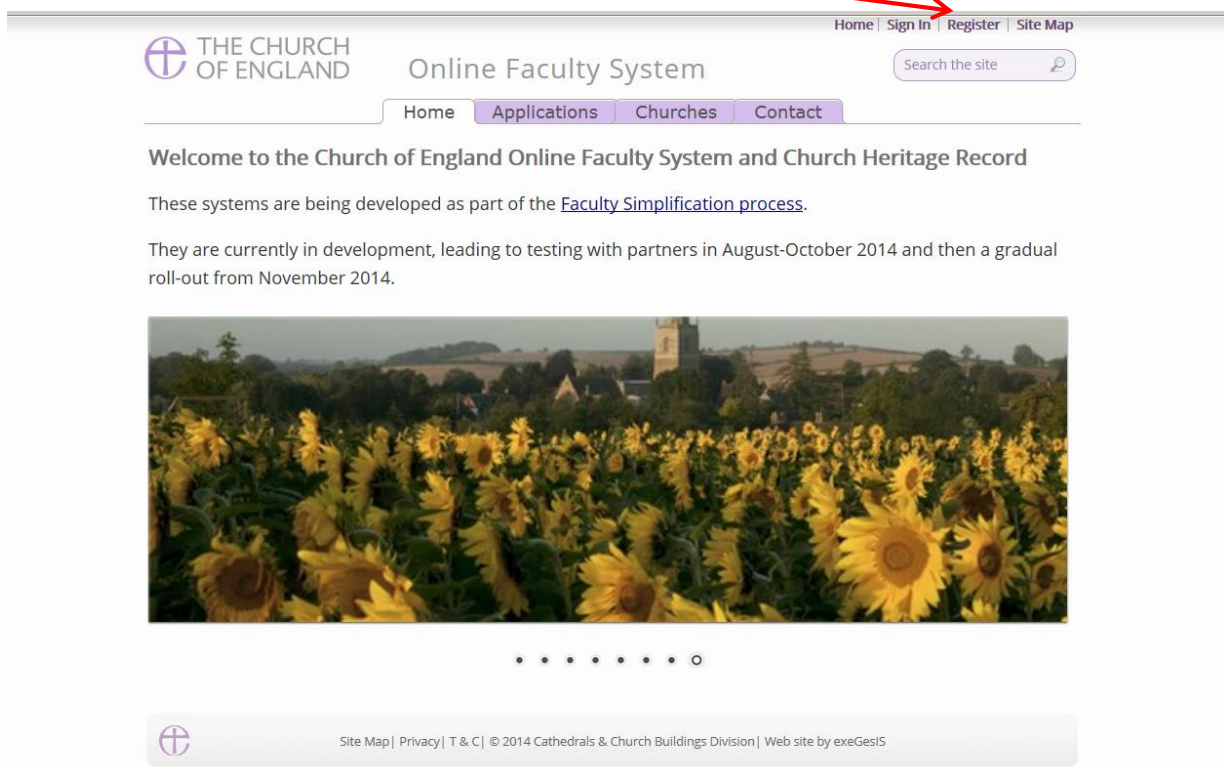 Home | Sign In | Register | Site Map
THE CHURCH
OF ENGLAND
Online Faculty System
Search the site
Home Applications Churches Contact
Welcome to the Church of England Online Faculty System and Church Heritage Record
These systems are being developed as part of the Faculty Simplification process.
They are currently in development, leading to testing with partners in August-October 2014 and then a gradual
roll-out from November 2014.
Site Map| Privacy| T & C| © 2014 Cathedrals & Church Buildings Division| Web site by exeGesIS